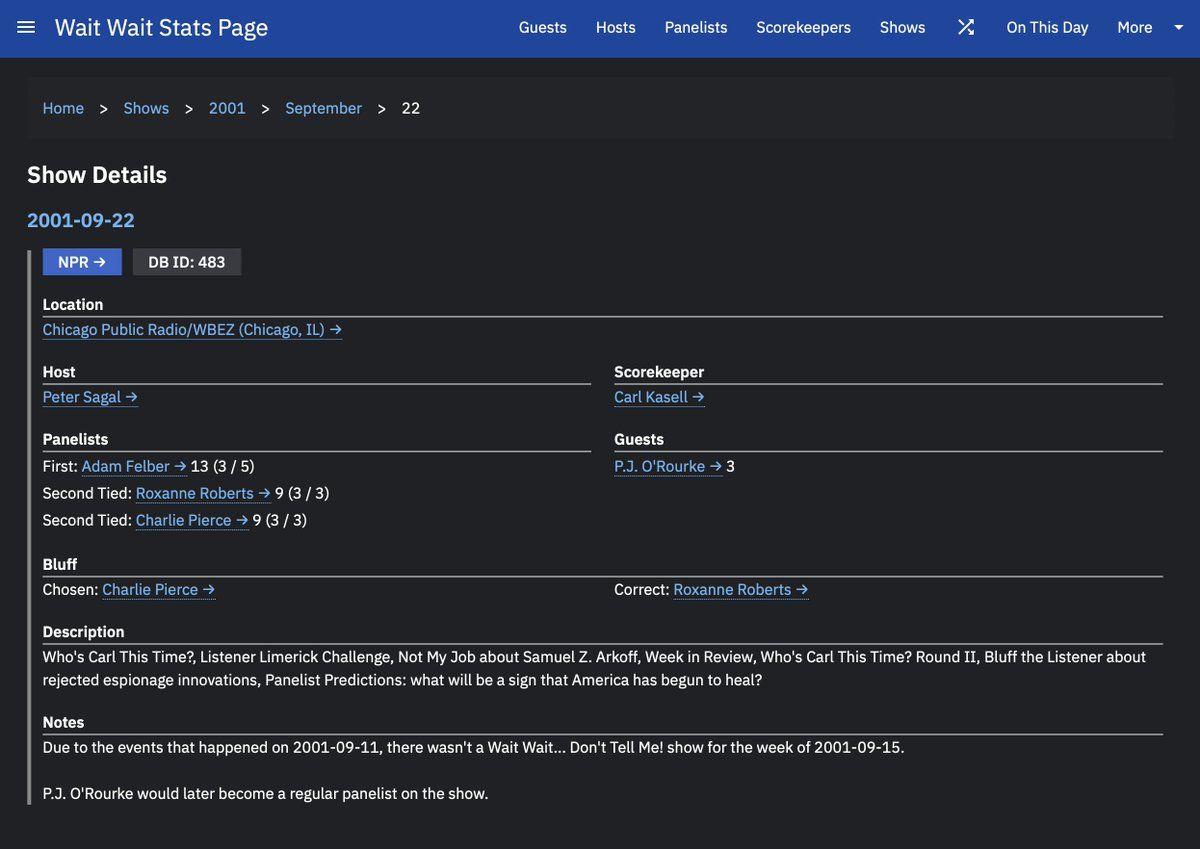 Wait Wait Stats Page
Guests Hosts Panelists Scorekeepers Shows On This Day More
Home > Shows > 2001 > September > 22
Show Details
2001-09-22
NPR → DB ID: 483
Location
Chicago Public Radio/WBEZ (Chicago, IL) →
Host
Peter Sagal →
Scorekeeper
Carl Kasell →
Panelists
First: Adam Felber → 13 (3 / 5)
Second Tied: Roxanne Roberts → 9 (3 / 3)
Second Tied: Charlie Pierce → 9 (3 / 3)
Guests
P.J. O'Rourke → 3
Bluff
Chosen: Charlie Pierce →
Correct: Roxanne Roberts →
Description
Who's Carl This Time?, Listener Limerick Challenge, Not My Job about Samuel Z. Arkoff, Week in Review, Who's Carl This Time? Round II, Bluff the Listener about
rejected espionage innovations, Panelist Predictions: what will be a sign that America has begun to heal?
Notes
Due to the events that happened on 2001-09-11, there wasn't a Wait Wait... Don't Tell Me! show for the week of 2001-09-15.
P.J. O'Rourke would later become a regular panelist on the show.